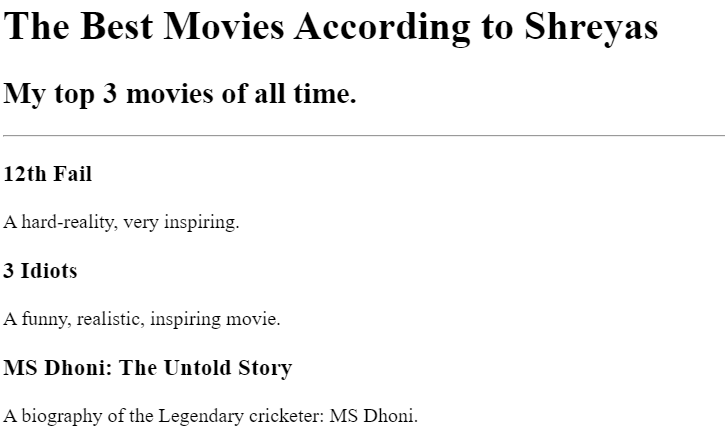 The Best Movies According to Shreyas
My top 3 movies of all time.
12th Fail
A hard-reality, very inspiring.
3 Idiots
A funny, realistic, inspiring movie.
MS Dhoni: The Untold Story
A biography of the Legendary cricketer: MS Dhoni.